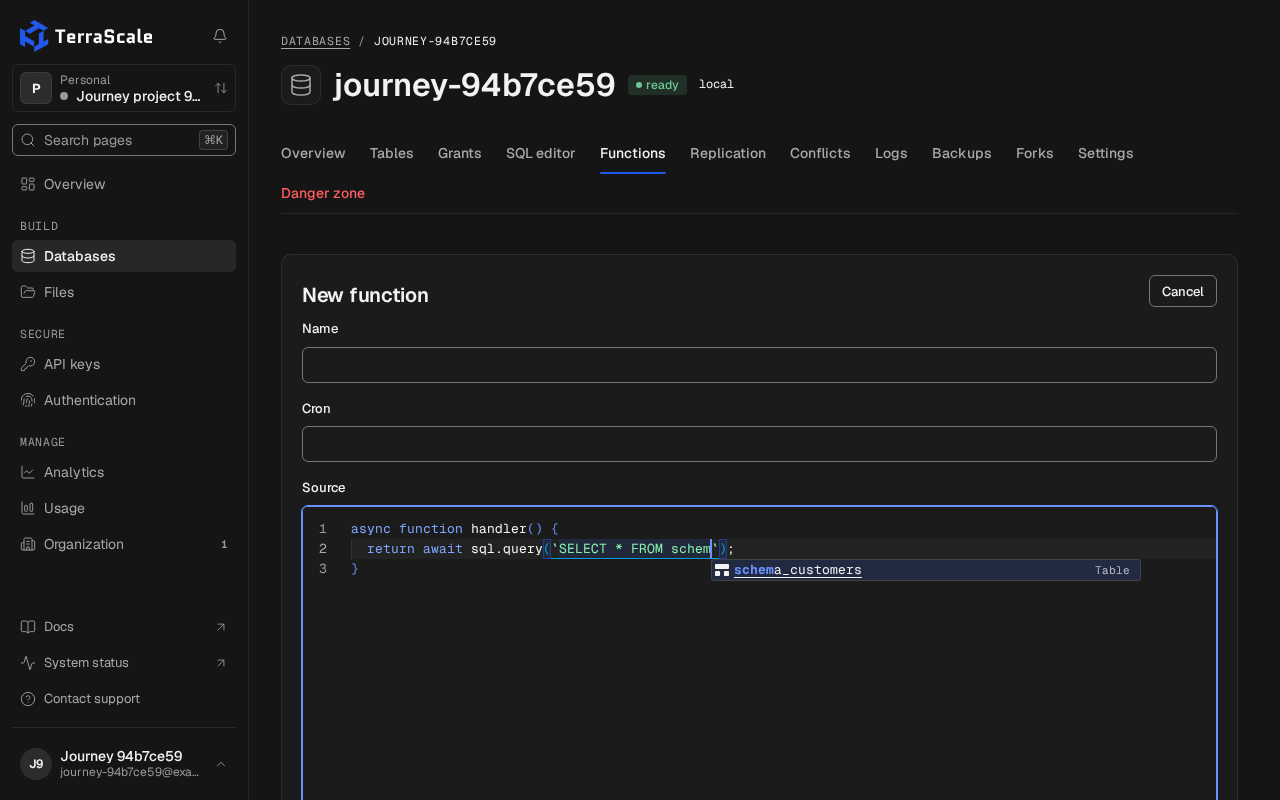 TerraScale
P
Personal
Journey project 9...
Search pages
⌘K
Overview
BUILD
Databases
Files
SECURE
API keys
Authentication
MANAGE
Analytics
Usage
Organization
1
Docs
System status
Contact support
J9
Journey 94b7ce59
journey-94b7ce59@exa...
DATABASES / JOURNEY-94B7CE59
journey-94b7ce59
ready
local
Overview
Tables
Grants
SQL editor
Functions
Replication
Conflicts
Logs
Backups
Forks
Settings
Danger zone
New function
Cancel
Name
Cron
Source
1 async function handler() {
2 return await sql.query(`SELECT * FROM schem`);
3 }
schema_customers
Table